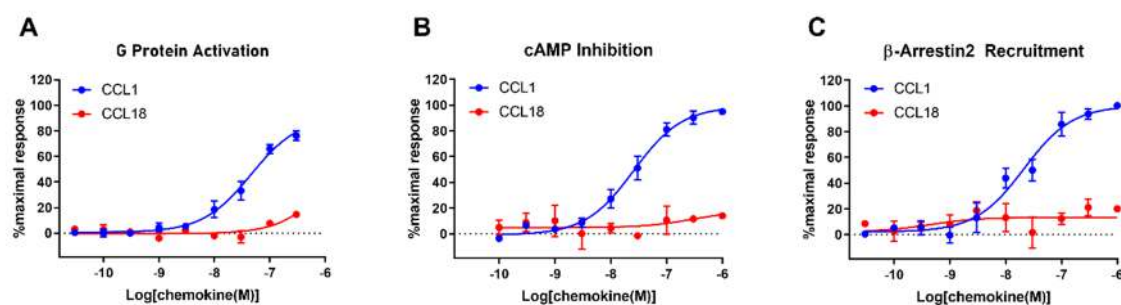 A
G Protein Activation
CCL1
CCL18
120
100
80
60
40
20
0
%maximal response
-10
-9
-8
-7
-6
Log[chemokine(M)]
B
cAMP Inhibition
CCL1
CCL18
120
100
80
60
40
20
0
%maximal response
-10
-9
-8
-7
-6
Log[chemokine(M)]
C
β-Arrestin2 Recruitment
CCL1
CCL18
120
100
80
60
40
20
0
%maximal response
-10
-9
-8
-7
-6
Log[chemokine(M)]